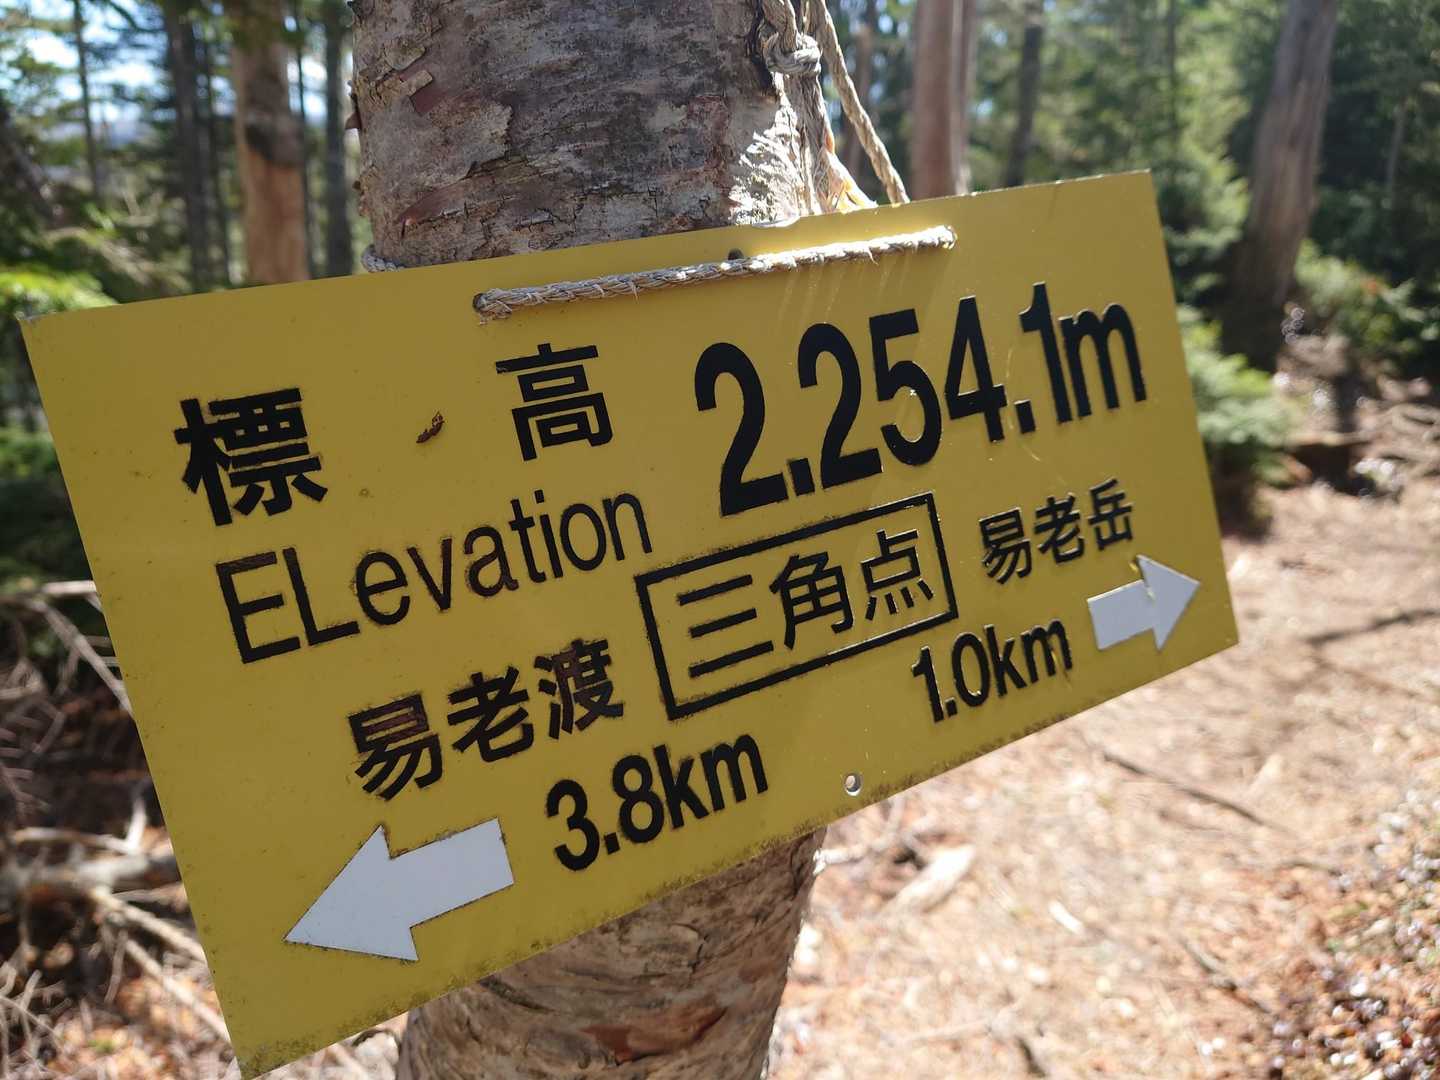 標 高 2.254.1m
ELevation
三角点
易老岳
易老渡
1.0km
3.8km